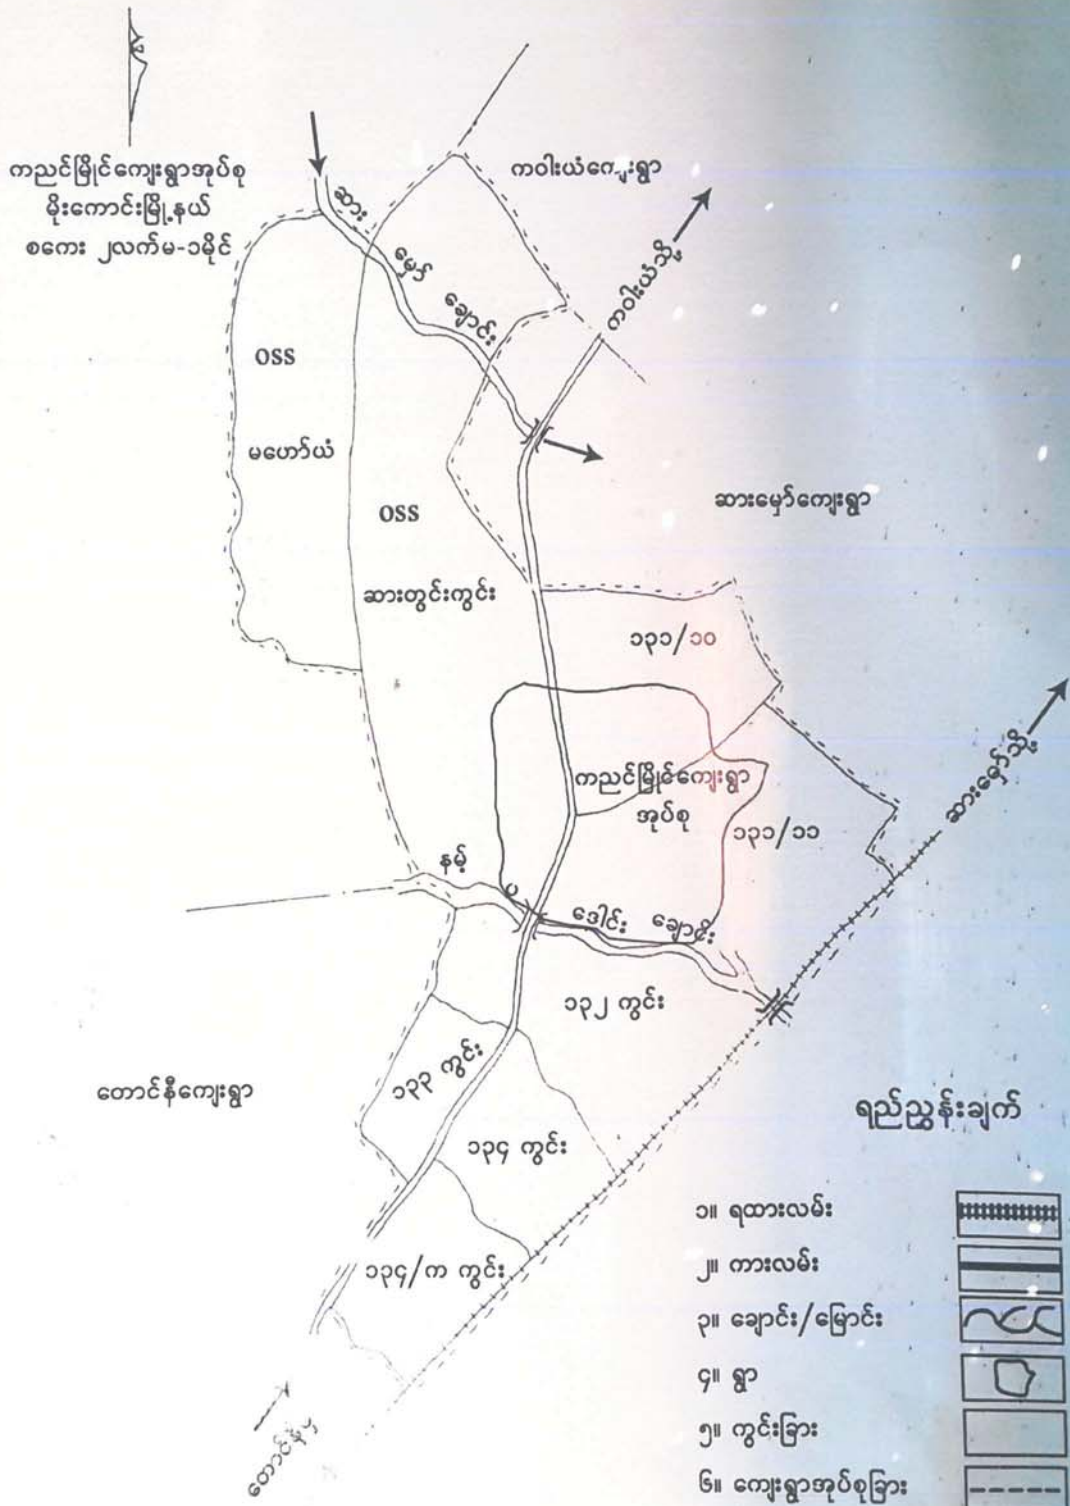 ကညင်မြိုင်ကျေးရွာအုပ်စု
မိုးကောင်းမြို့နယ်
စကေး ၂လက်မ-၁မိုင်
ကဝါးယံကျေးရွာ
ဆား မှော် ချောင်း
ကဝါးယံသို့
OSS
မဟော်ယံ
OSS
ဆားတွင်းကွင်း
ဆားမှော်ကျေးရွာ
၁၃၁/၁၀
ကညင်မြိုင်ကျေးရွာ
အုပ်စု
၁၃၁/၁၁
ဆားမှော်သို့
နမ့် ပ ဒေါင်း ချောင်း
၁၃၂ ကွင်း
၁၃၃ ကွင်း
တောင်နီကျေးရွာ
၁၃၄ ကွင်း
၁၃၄/က ကွင်း
တောင်နီမှ
ရည်ညွှန်းချက်
၁။ ရထားလမ်း
၂။ ကားလမ်း
၃။ ချောင်း/မြောင်း
၄။ ရွာ
၅။ ကွင်းခြား
၆။ ကျေးရွာအုပ်စုခြား